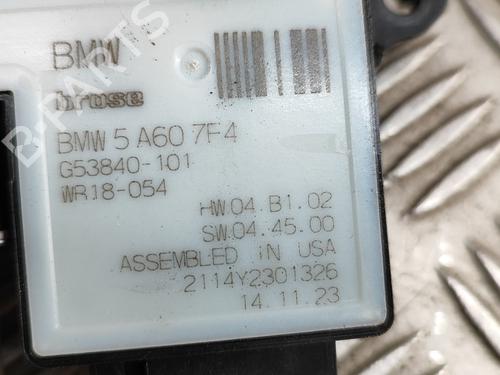 BMW
brose
BMW 5 A60 7F4
G53840-101
WR18-054
HW.04.B1.02
SW.04.45.00
ASSEMBLED IN USA
2114Y2301326
14.11.23
B-PARTS